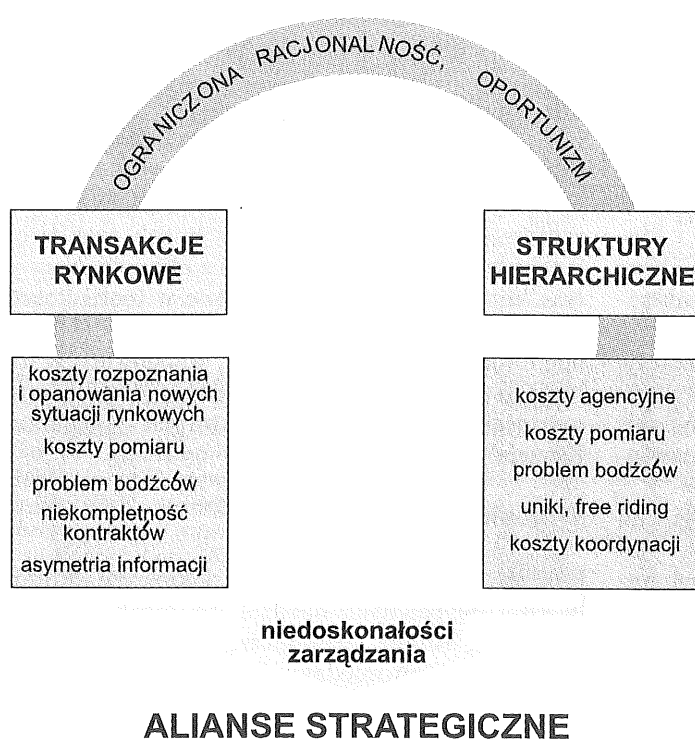 OGRANICZONA RACJONALNOŚĆ, OPORTUNIZM
TRANSAKCJE
RYNKOWE
koszty rozpoznania
i opanowania nowych
sytuacji rynkowych
koszty pomiaru
problem bodźców
niekompletność
kontraktów
asymetria informacji
STRUKTURY
HIERARCHICZNE
koszty agencyjne
koszty pomiaru
problem bodźców
uniki, free riding
koszty koordynacji
niedoskonałości
zarządzania
ALIANSE STRATEGICZNE